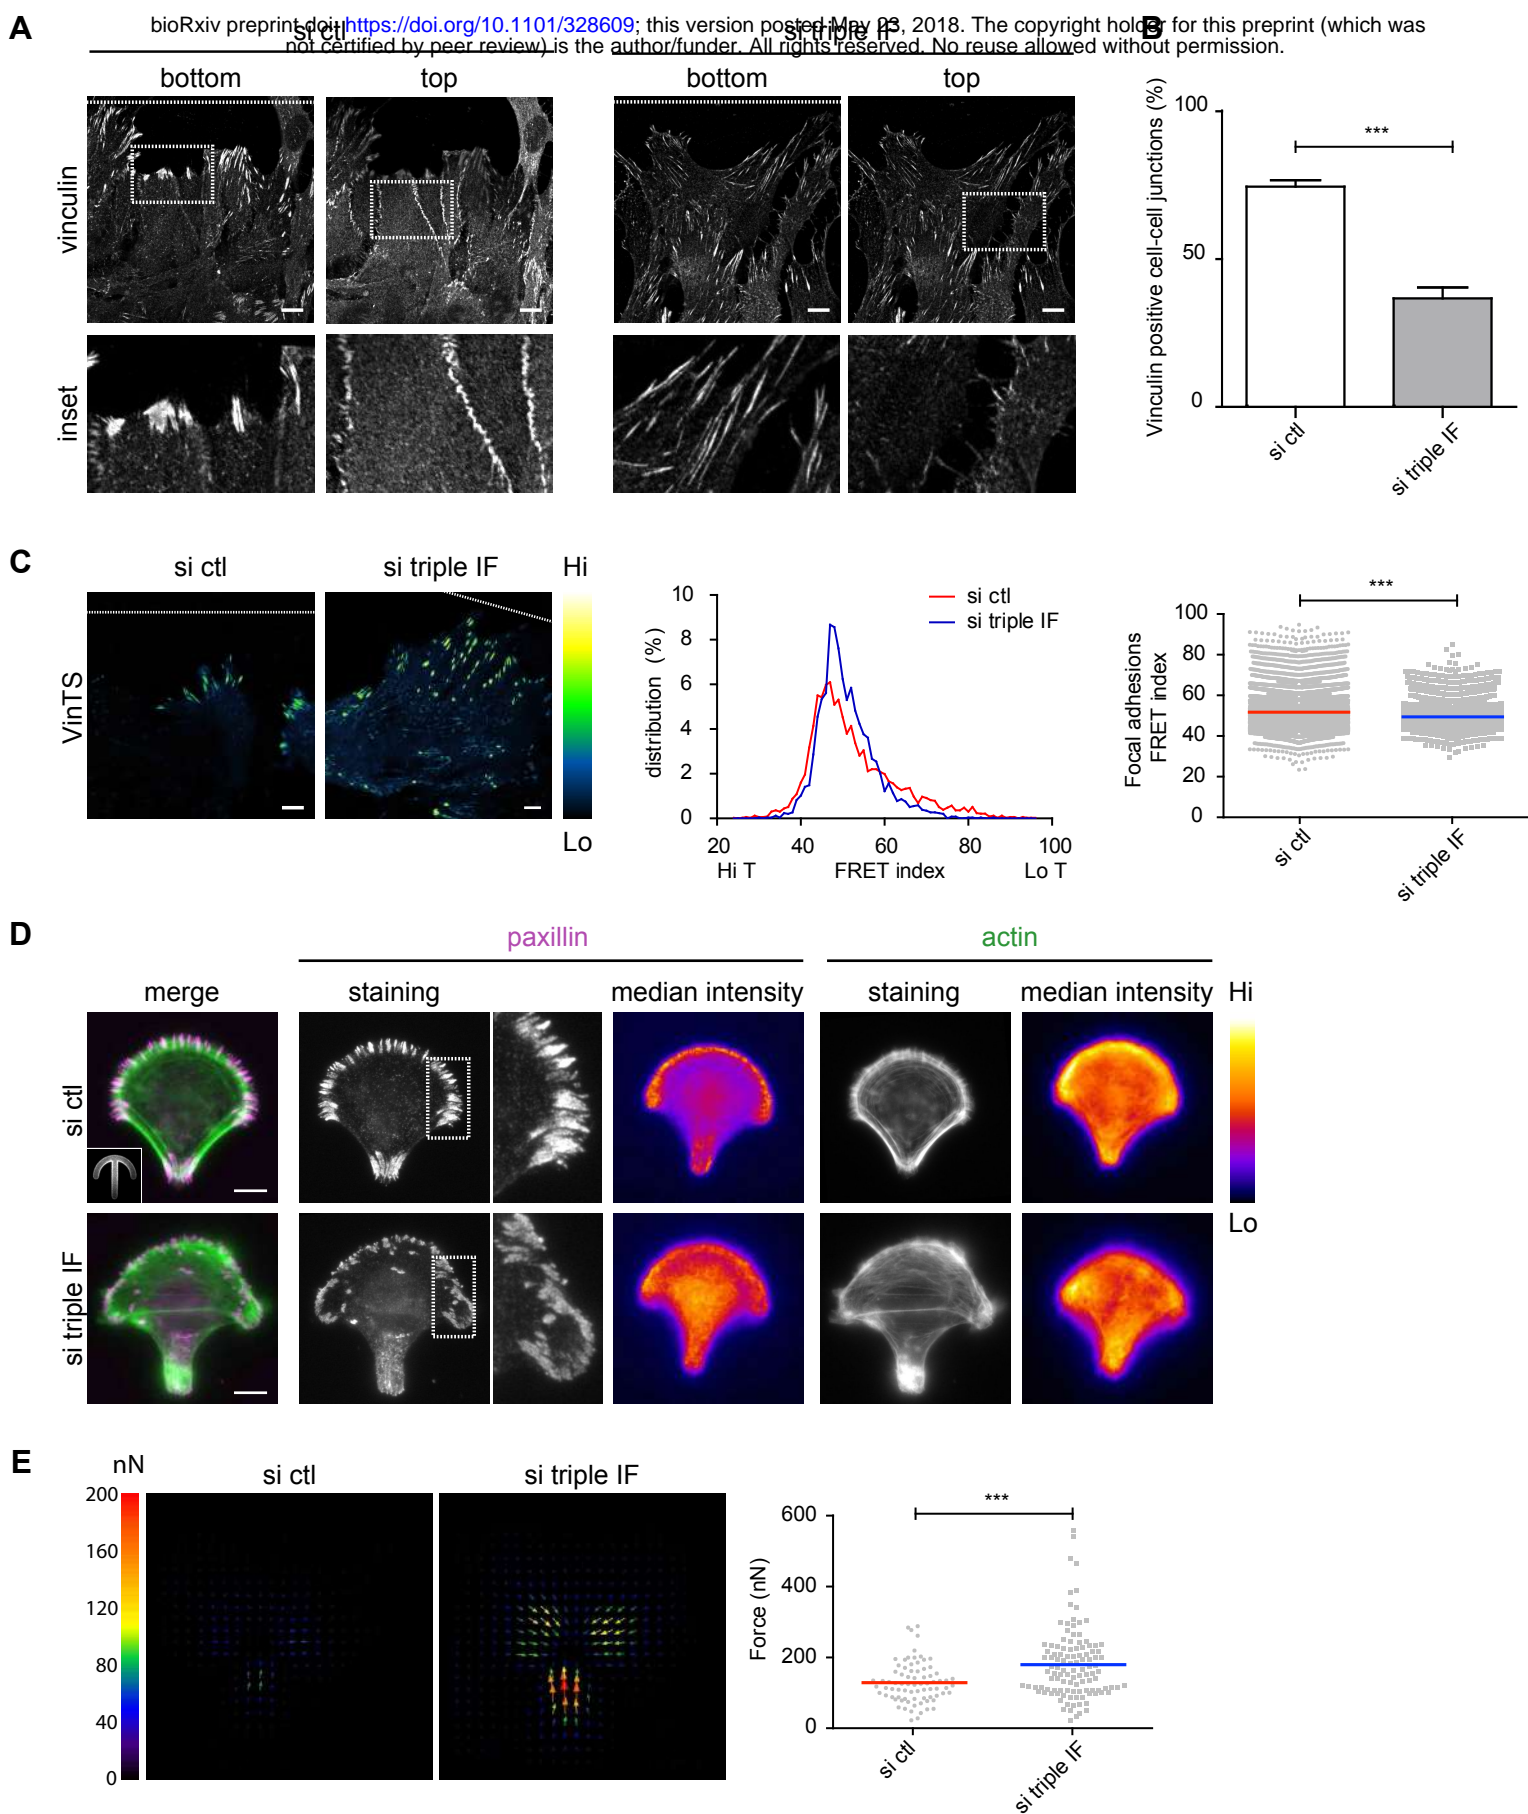 bioRxiv preprint doi: https://doi.org/10.1101/328609; this version posted May 23, 2018. The copyright holder for this preprint (which was
not certified by peer review) is the author/funder. All rights reserved. No reuse allowed without permission.
A
si ctl
si triple IF
bottom
top
bottom
top
vinculin
inset
B
Vinculin positive cell-cell junctions (%)
100
50
0
***
si ctl
si triple IF
C
si ctl
si triple IF
Hi
Lo
VinTS
distribution (%)
10
8
6
4
2
0
20
40
60
80
100
Hi T
FRET index
Lo T
si ctl
si triple IF
Focal adhesions
FRET index
100
80
60
40
20
0
***
si ctl
si triple IF
D
paxillin
actin
merge
staining
median intensity
staining
median intensity
Hi
Lo
si ctl
si triple IF
E
nN
200
160
120
80
40
0
si ctl
si triple IF
Force (nN)
600
400
200
0
***
si ctl
si triple IF